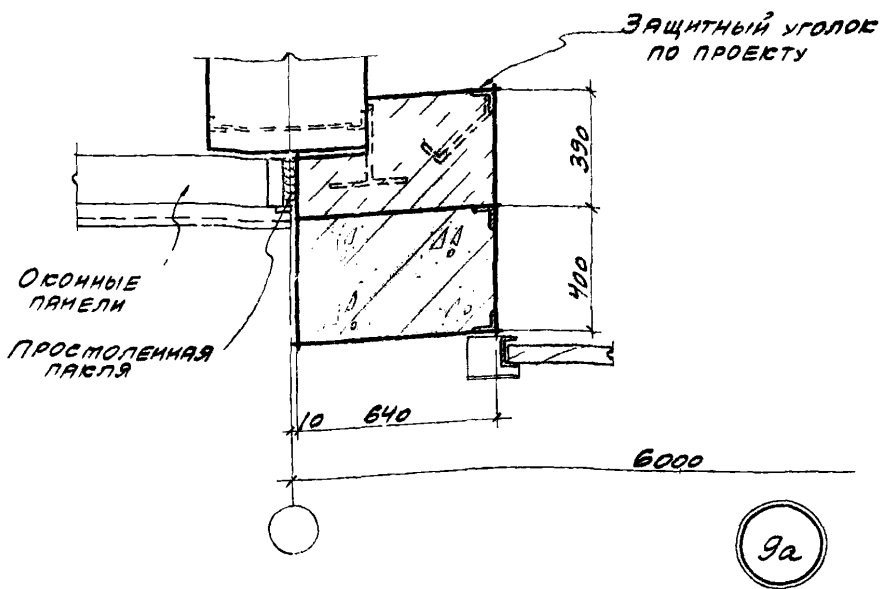 Защитный уголок
по проекту
390
400
Оконные
панели
Просмоленная
пакля
10 640
6000
9а